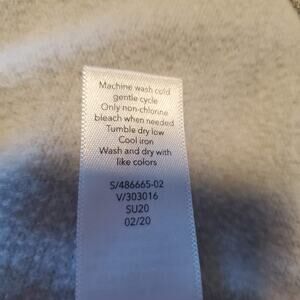 Machine wash cold
gentle cycle
Only non-chlorine
bleach when needed
Tumble dry low
Cool iron
Wash and dry with
like colors
S/486665-02
V/303016
SU20
02/20